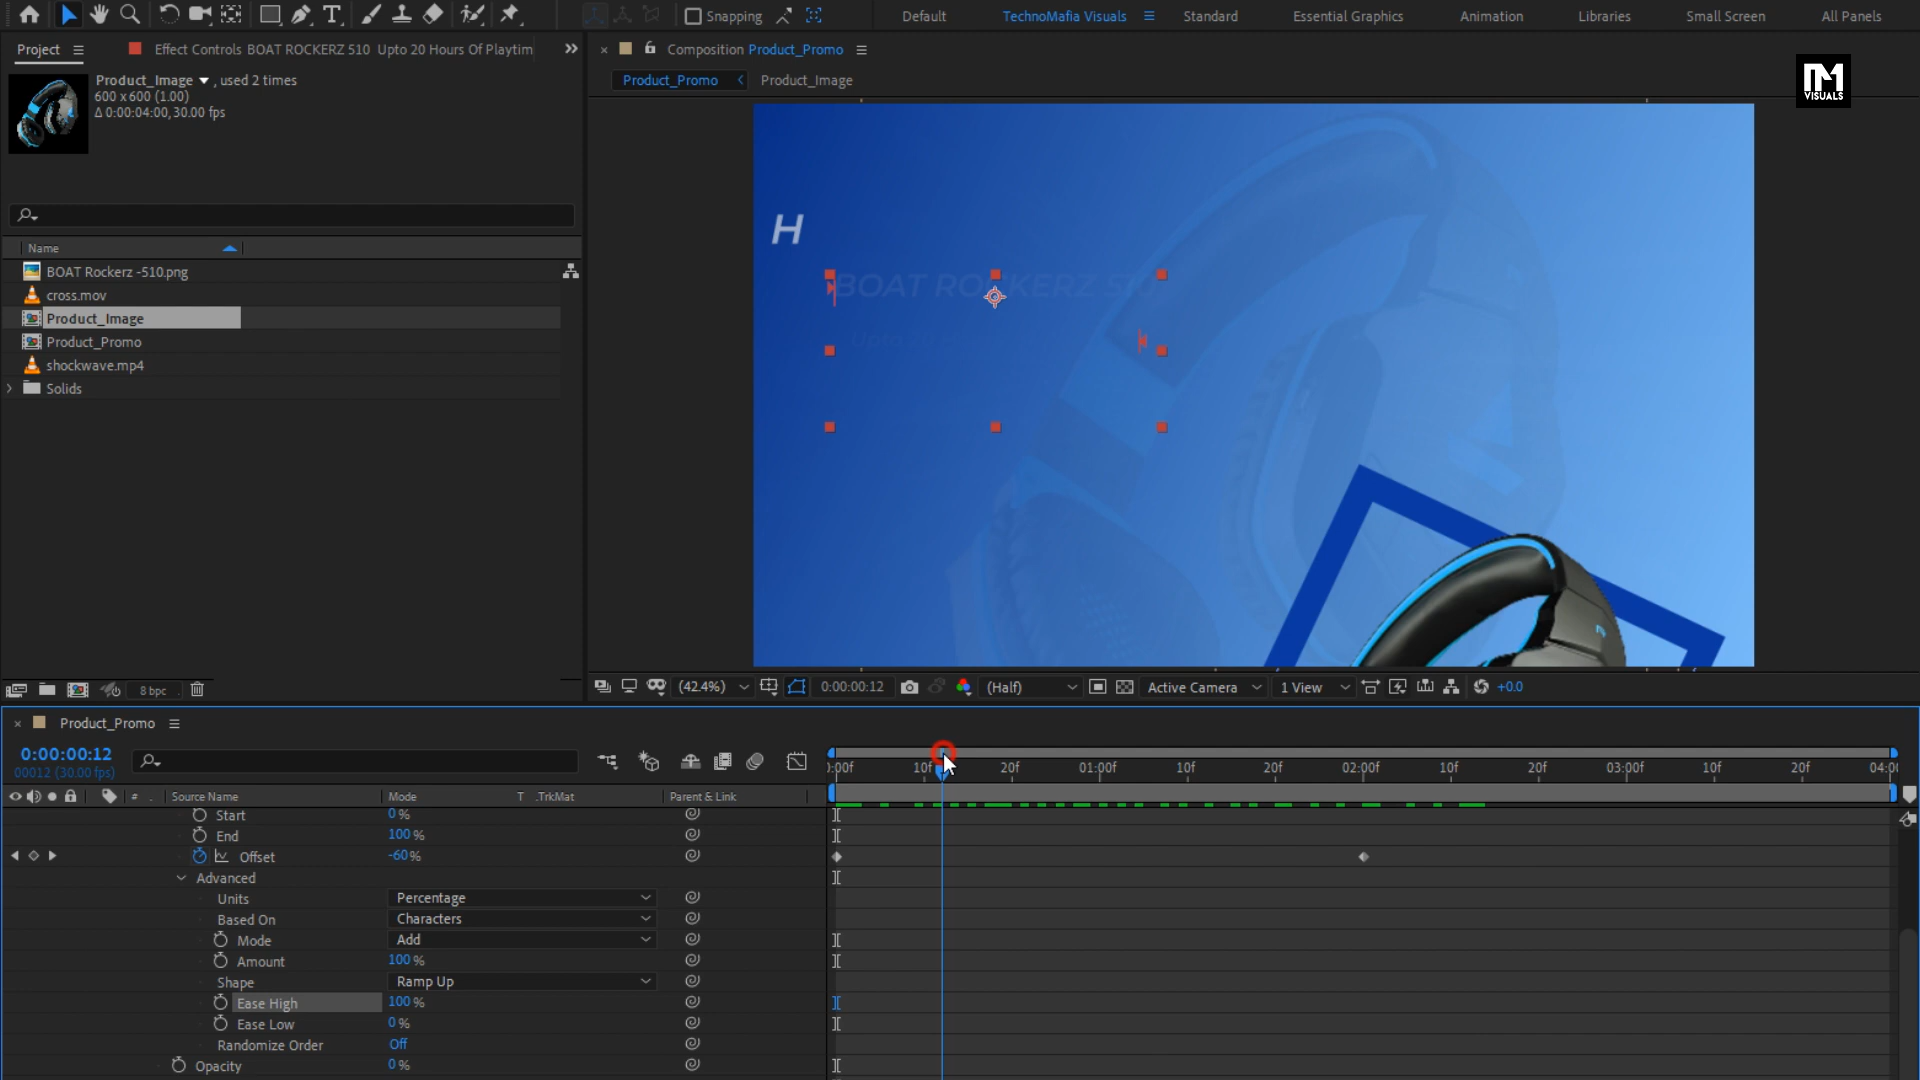 Snapping
Default
TechnoMafia Visuals
Standard
Essential Graphics
Animation
Libraries
Small Screen
All Panels
Project
Effect Controls BOAT ROCKERZ 510 Upto 20 Hours Of Playtim
Composition Product_Promo
Product_Image , used 2 times
600 x 600 (1.00)
Δ 0:00:04:00, 30.00 fps
Product_Promo
Product_Image
VISUALS
Name
BOAT Rockerz -510.png
cross.mov
Product_Image
Product_Promo
shockwave.mp4
Solids
H
BOAT ROCKERZ 510
8 bpc
(42.4%)
0:00:00:12
(Half)
Active Camera
1 View
+0.0
Product_Promo
0:00:00:12
00012 (30.00 fps)
):00f 10f 20f 01:00f 10f 20f 02:00f 10f 20f 03:00f 10f 20f 04:0
# . Source Name Mode T .TrkMat Parent & Link
Start 0 %
End 100 %
Offset -60%
Advanced
Units Percentage
Based On Characters
Mode Add
Amount 100 %
Shape Ramp Up
Ease High 100 %
Ease Low 0 %
Randomize Order Off
Opacity 0 %